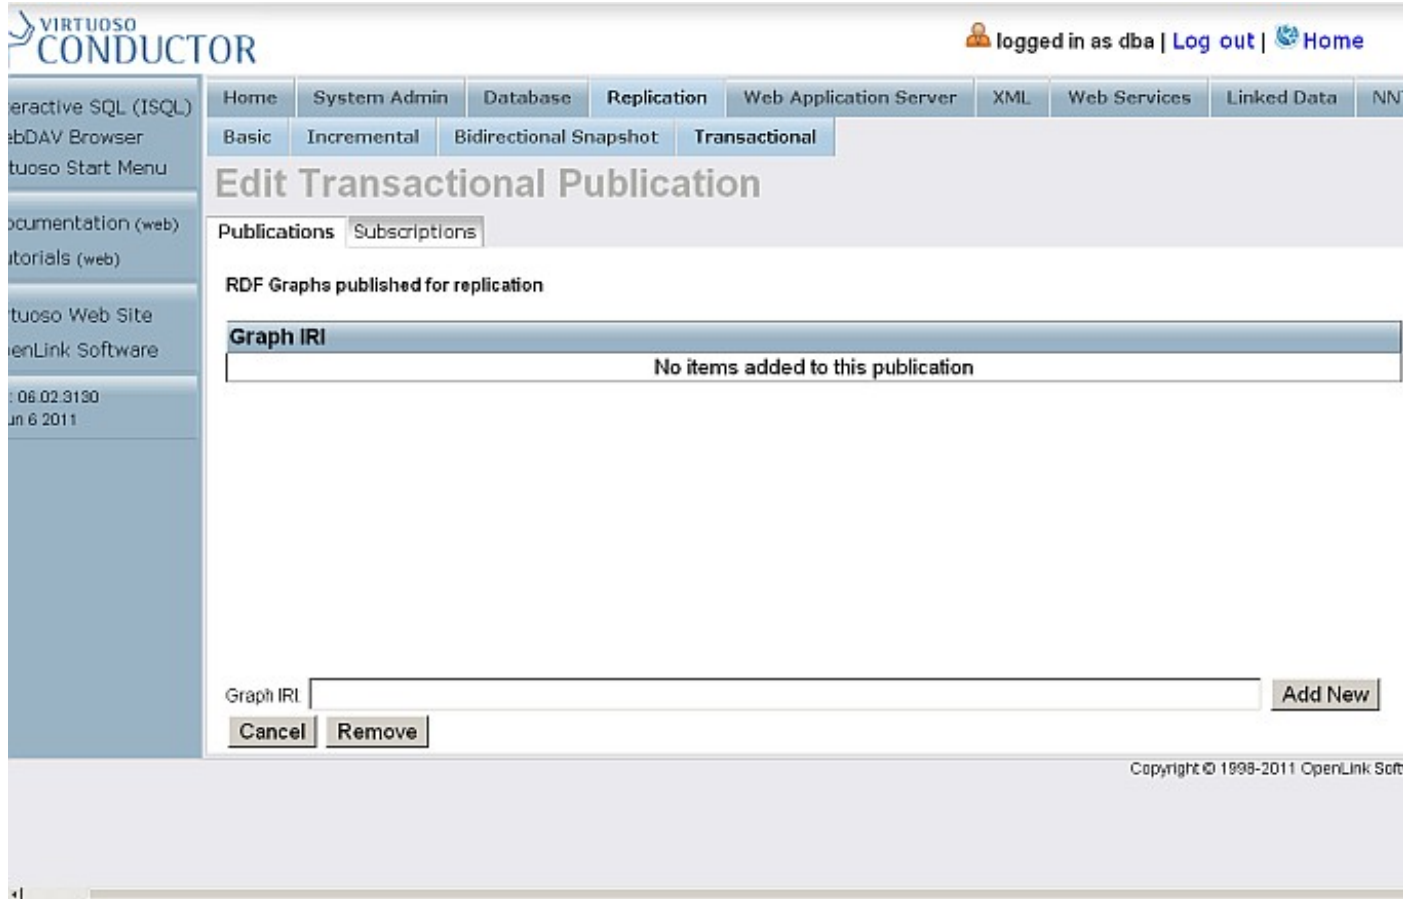 VIRTUOSO
CONDUCTOR
logged in as dba | Log out | Home
eractive SQL (ISQL)
ebDAV Browser
tuoso Start Menu
ocumentation (web)
utorials (web)
rtuoso Web Site
penLink Software
: 06.02.3130
un 6 2011
Home System Admin Database Replication Web Application Server XML Web Services Linked Data NN
Basic Incremental Bidirectional Snapshot Transactional
Edit Transactional Publication
Publications Subscriptions
RDF Graphs published for replication
Graph IRI
No items added to this publication
Graph IRI: Add New
Cancel Remove
Copyright © 1998-2011 OpenLink Soft